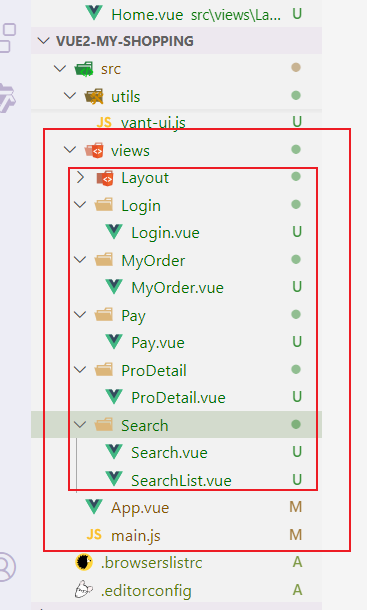 Home.vue src\views\La... U
VUE2-MY-SHOPPING
src
utils
JS vant-ui.js U
views
Layout
Login
Login.vue U
MyOrder
MyOrder.vue U
Pay
Pay.vue U
ProDetail
ProDetail.vue U
Search
Search.vue U
SearchList.vue U
App.vue M
JS main.js M
.browserslistrc A
.editorconfig A